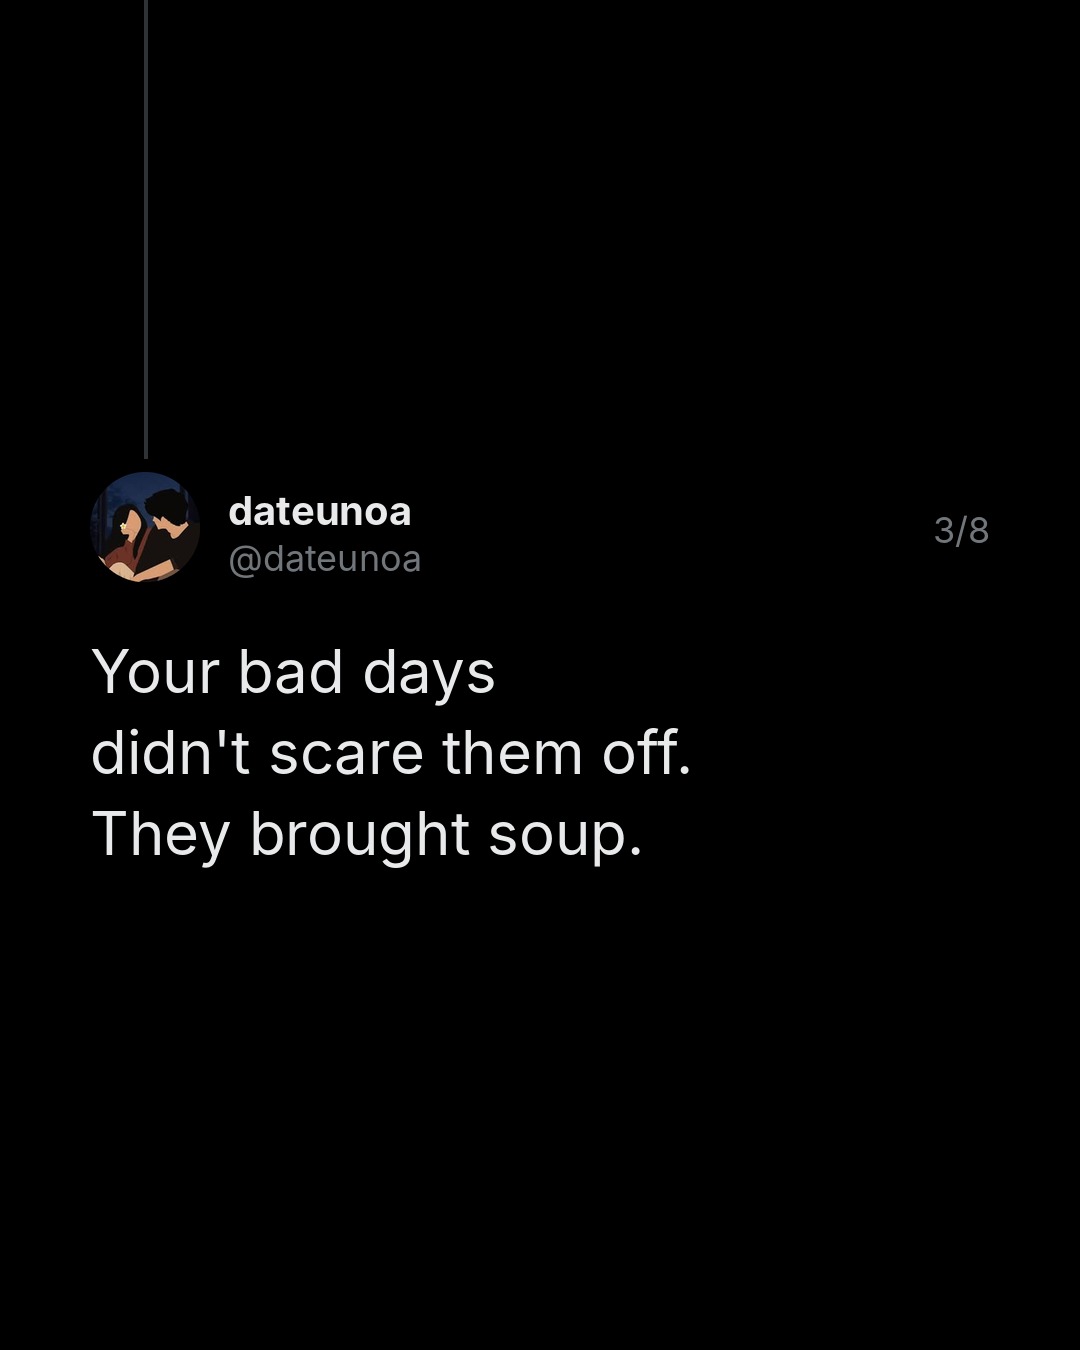 dateunoa
@dateunoa
3/8
Your bad days
didn't scare them off.
They brought soup.